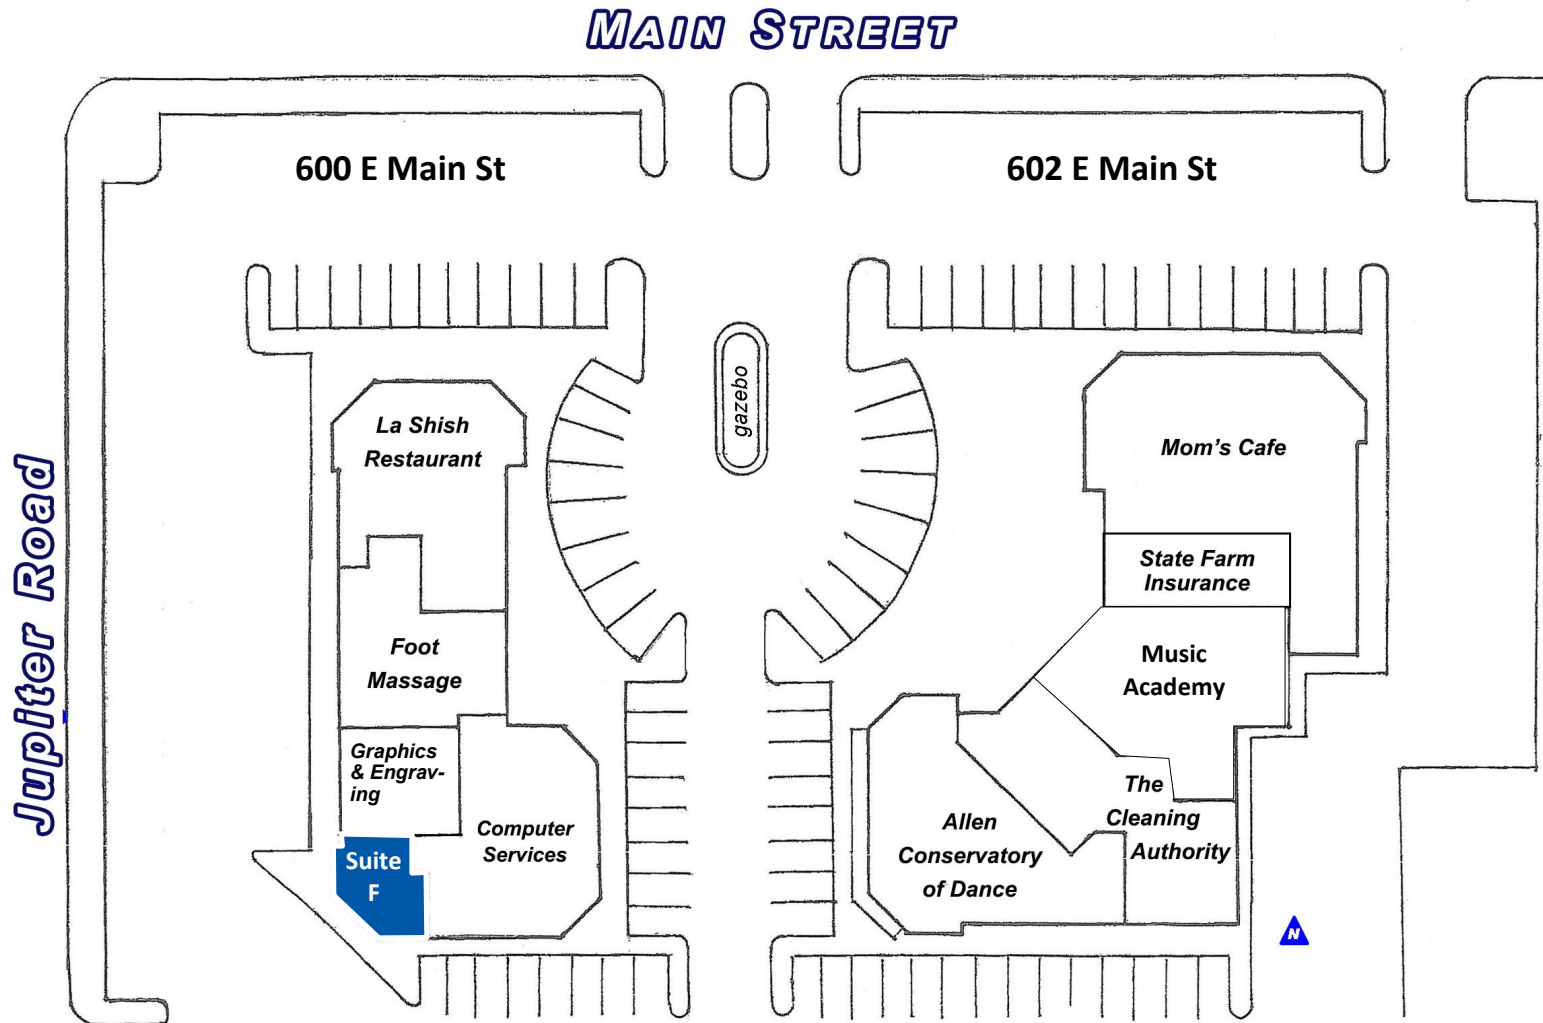 MAIN STREET
600 E Main St
602 E Main St
gazebo
La Shish
Restaurant
Mom's Cafe
Jupiter Road
State Farm
Insurance
Foot
Massage
Music
Academy
Graphics
& Engrav-
ing
The
Cleaning
Authority
Computer
Services
Allen
Conservatory
of Dance
Suite
F
N